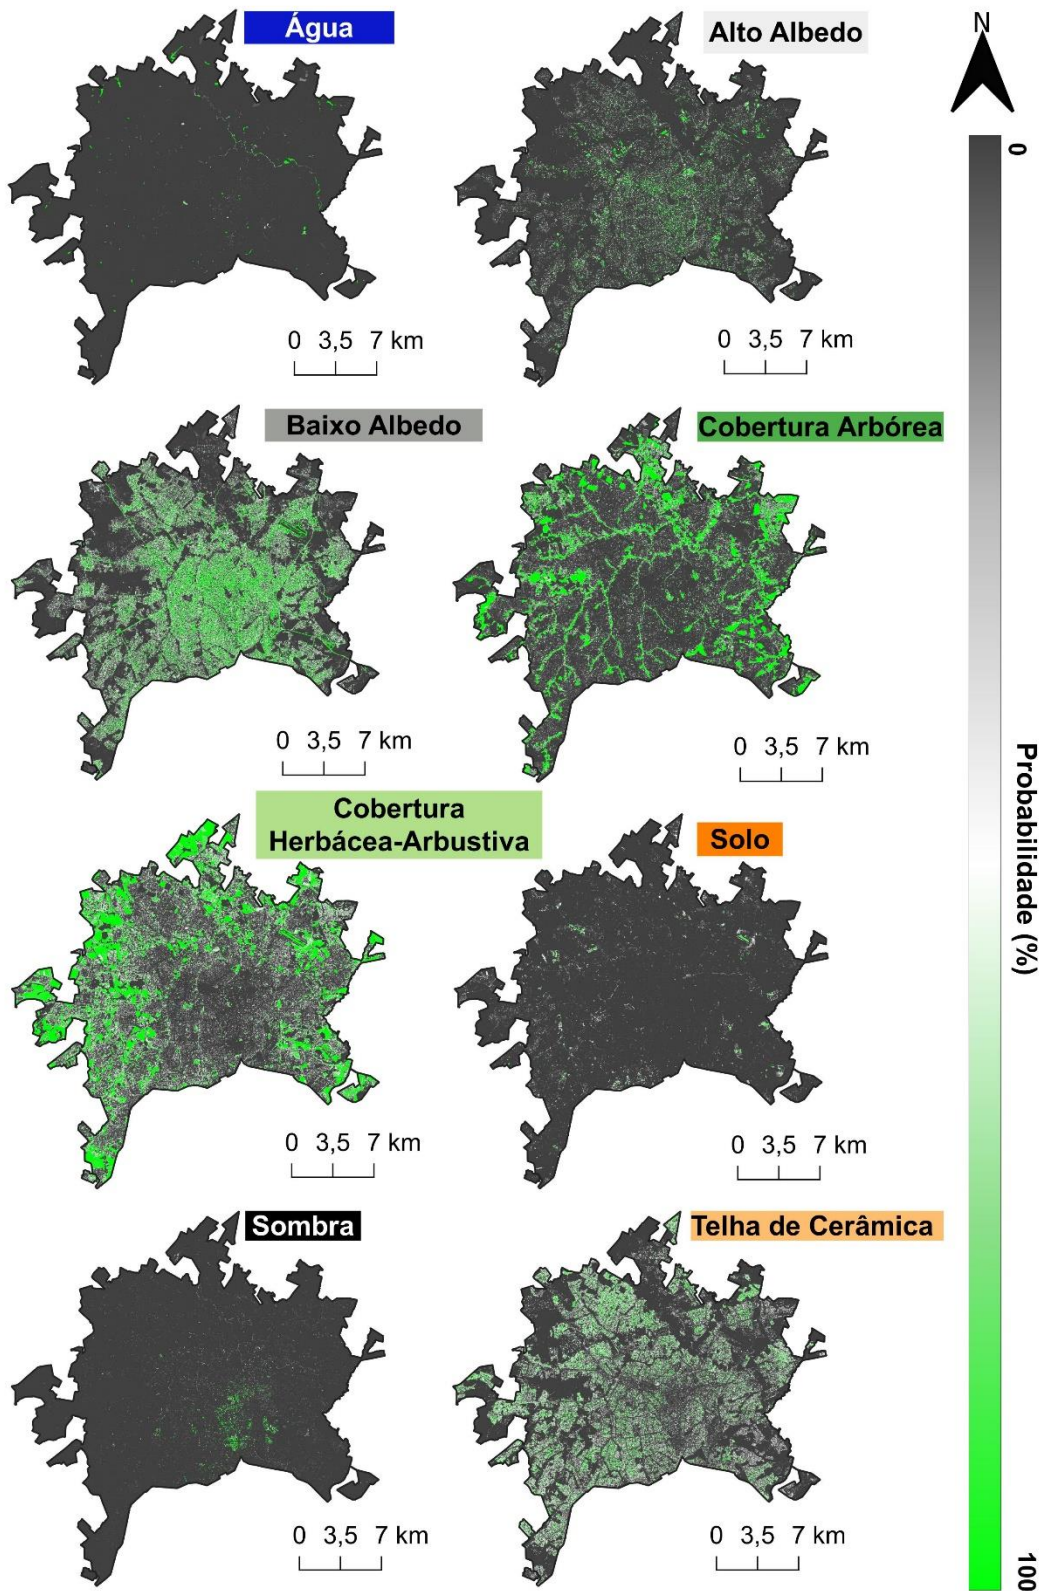 Água
Alto Albedo
N
0
0 3,5 7 km
0 3,5 7 km
Baixo Albedo
Cobertura Arbórea
0 3,5 7 km
0 3,5 7 km
Probabilidade (%)
Cobertura
Herbácea-Arbustiva
Solo
0 3,5 7 km
0 3,5 7 km
Sombra
Telha de Cerâmica
0 3,5 7 km
0 3,5 7 km
100